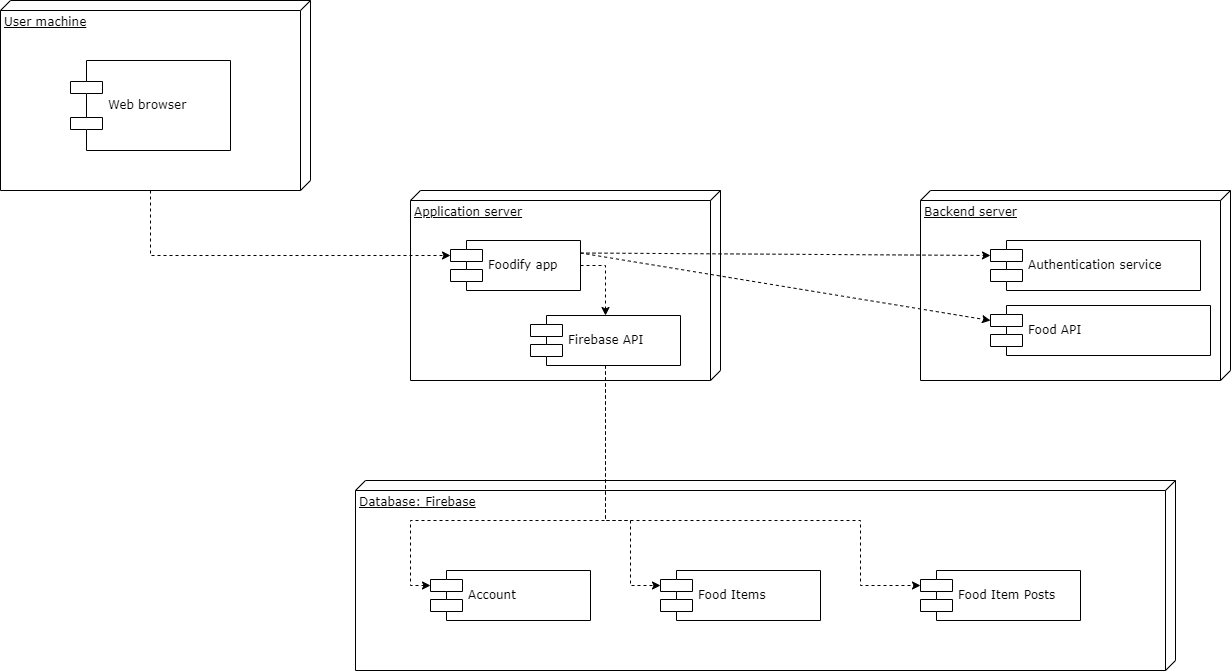 User machine
Web browser
Application server
Foodify app
Firebase API
Backend server
Authentication service
Food API
Database: Firebase
Account
Food Items
Food Item Posts